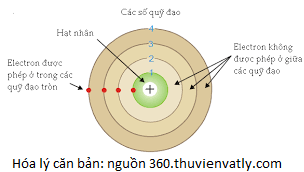 Các số quỹ đạo
Hạt nhân
4
3
2
1
Electron được
phép ở trong các
quỹ đạo tròn
Electron không
được phép ở giữa
các quỹ đạo
+
Hóa lý căn bản: nguồn 360.thuvienvatly.com